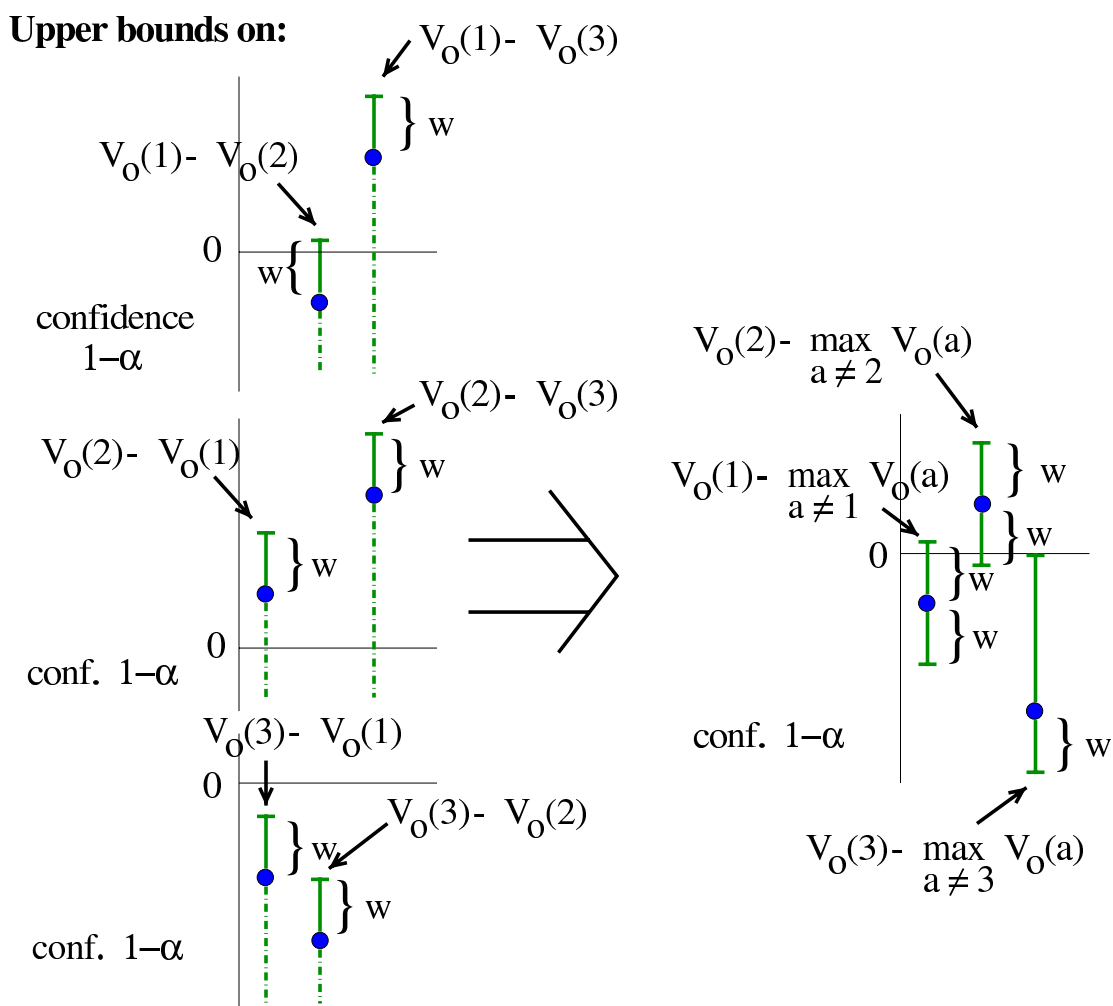 Upper bounds on:
V_o(1)- V_o(3)
} w
V_o(1)- V_o(2)
0
w{
confidence
1−α
V_o(2)- V_o(3)
V_o(2)- V_o(1)
} w
} w
0
conf. 1−α
V_o(3)- V_o(1)
0
V_o(3)- V_o(2)
} w
} w
conf. 1−α
V_o(2)- max V_o(a)
a ≠ 2
V_o(1)- max V_o(a)
a ≠ 1
} w
} w
0
} w
} w
conf. 1−α
} w
V_o(3)- max V_o(a)
a ≠ 3